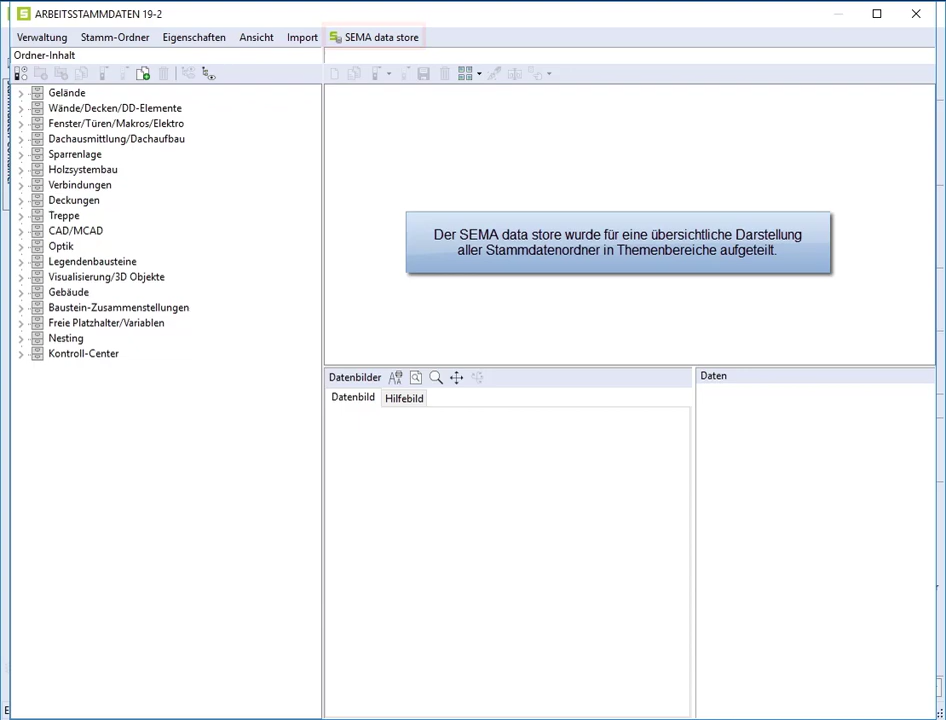 ARBEITSSTAMMDATEN 19-2
Verwaltung Stamm-Ordner Eigenschaften Ansicht Import SEMA data store
Ordner-Inhalt
Gelände
Wände/Decken/DD-Elemente
Fenster/Türen/Makros/Elektro
Dachausmittlung/Dachaufbau
Sparrenlage
Holzsystembau
Verbindungen
Deckungen
Treppe
CAD/MCAD
Optik
Legendenbausteine
Visualisierung/3D Objekte
Gebäude
Baustein-Zusammenstellungen
Freie Platzhalter/Variablen
Nesting
Kontroll-Center
Der SEMA data store wurde für eine übersichtliche Darstellung
aller Stammdatenordner in Themenbereiche aufgeteilt.
Datenbilder
Datenbild Hilfebild
Daten